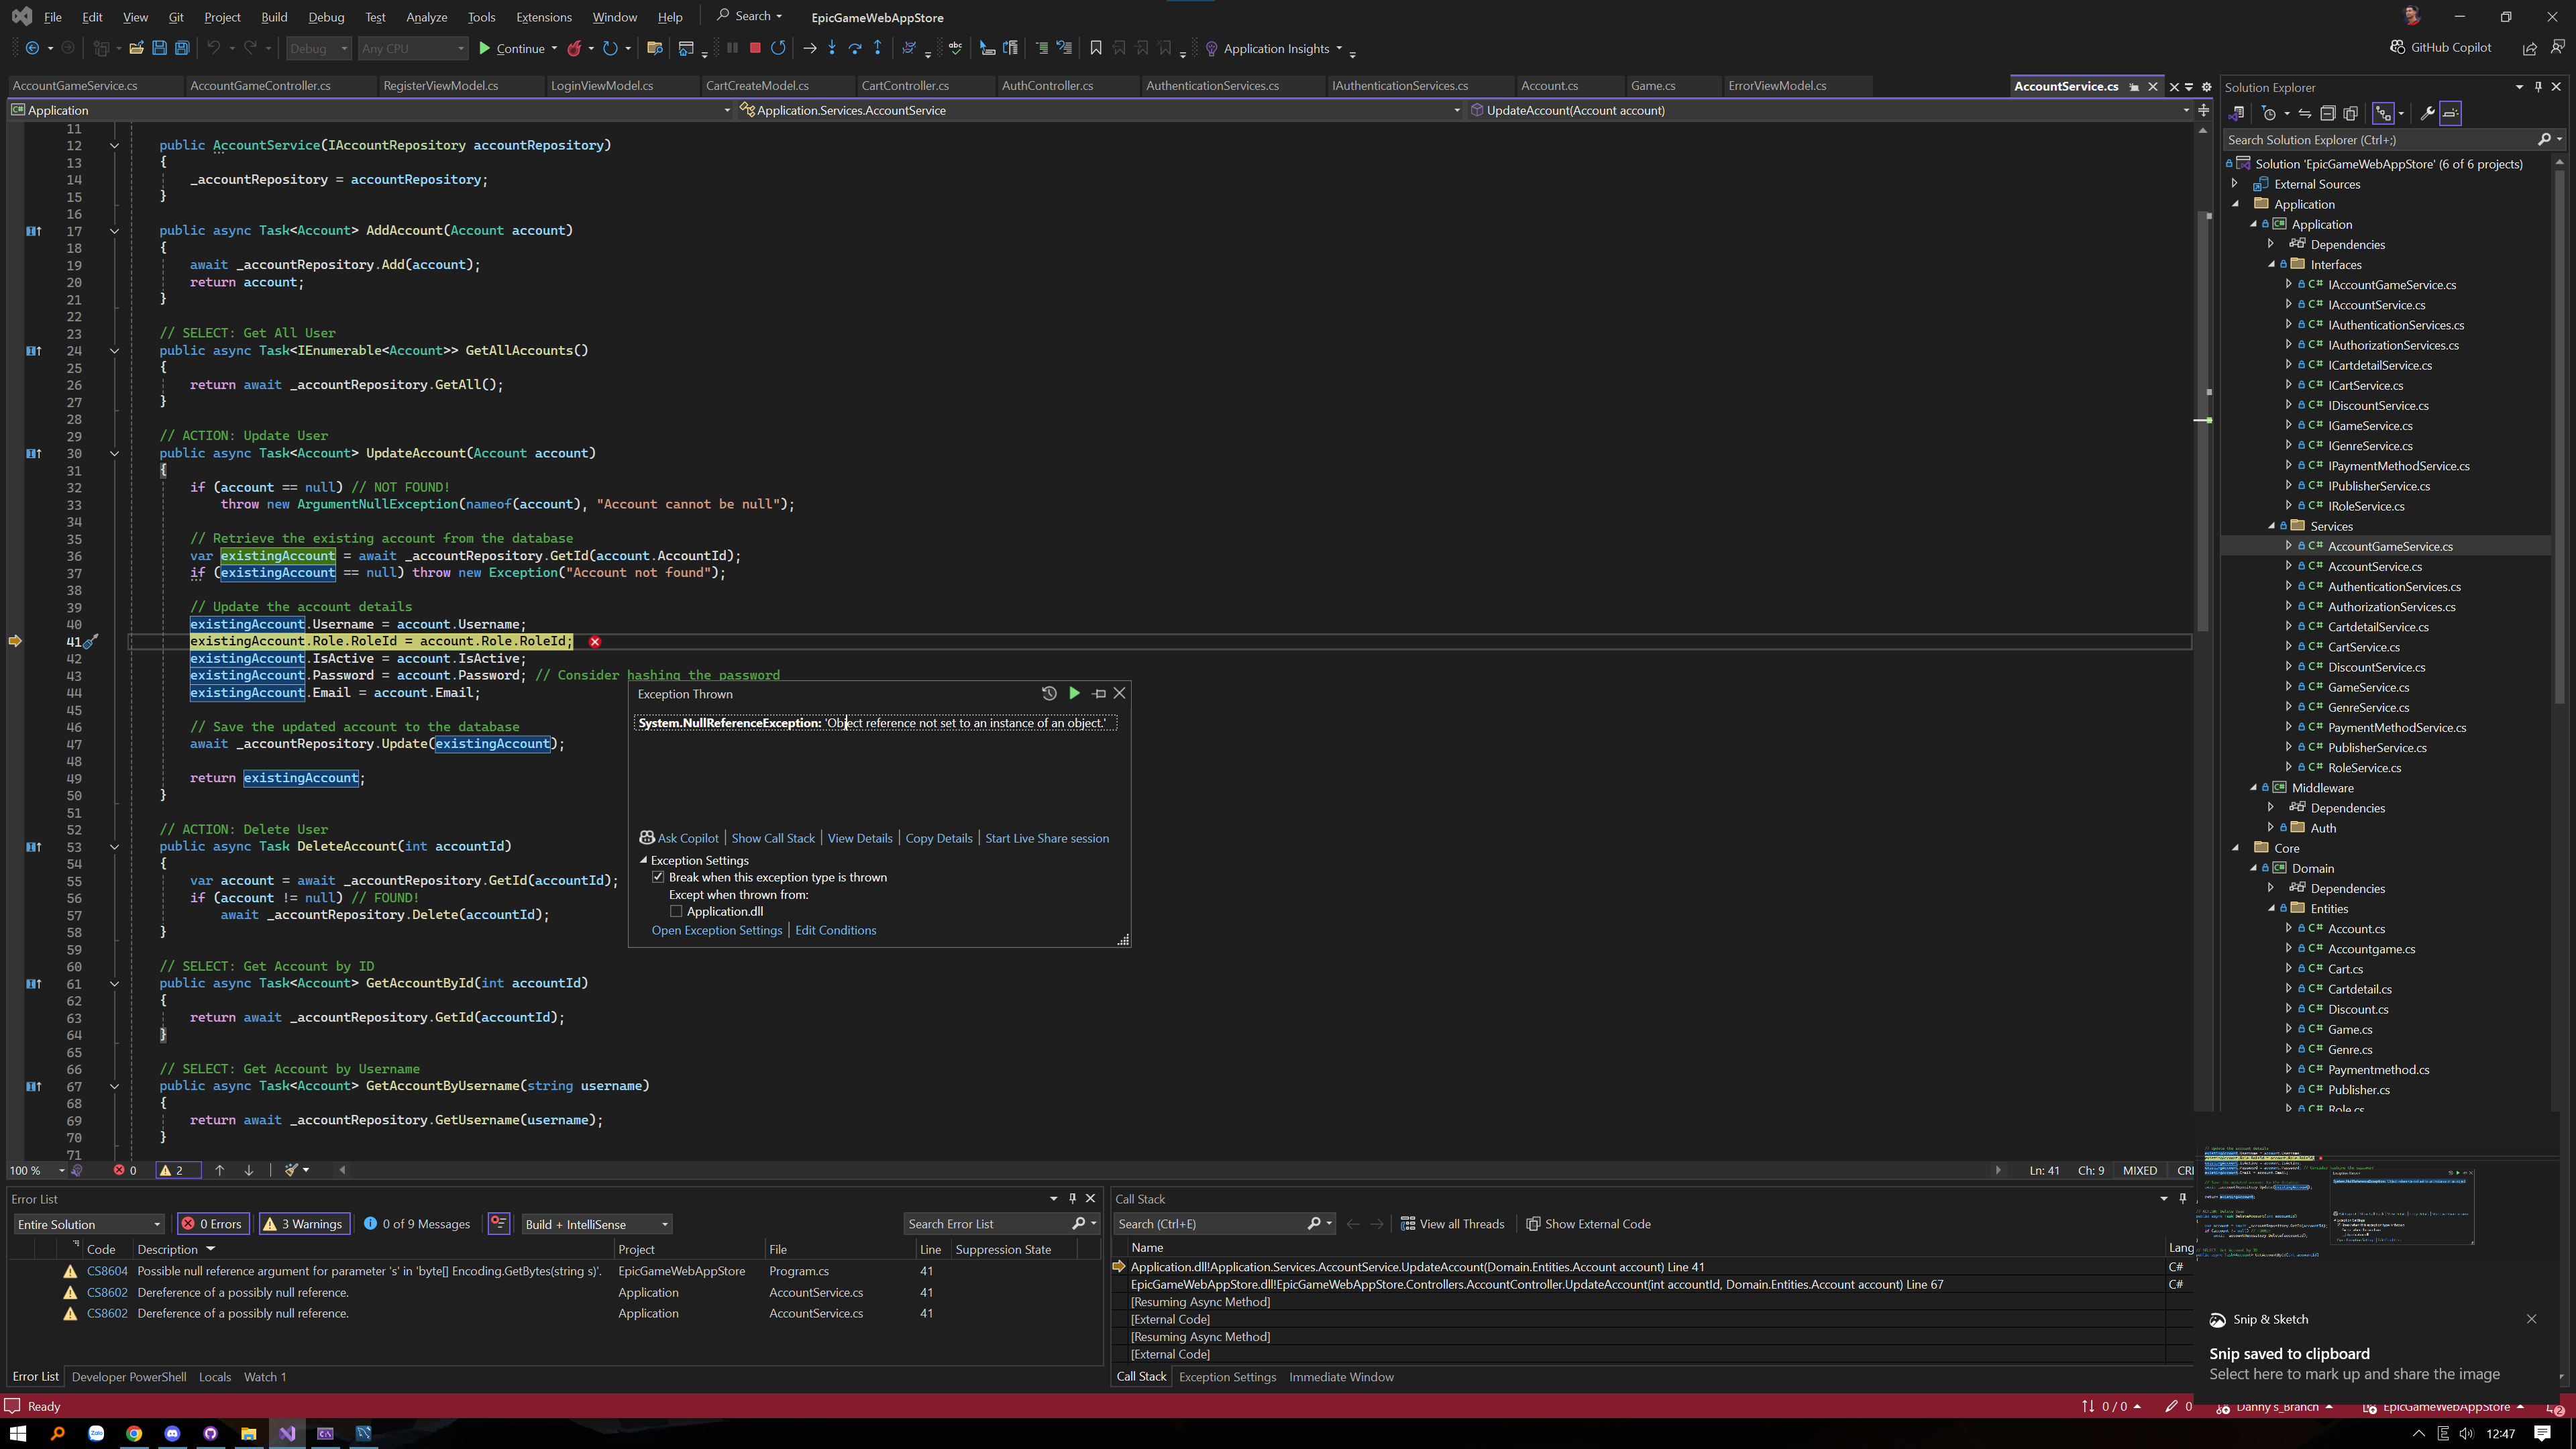 File Edit View Git Project Build Debug Test Analyze Tools Extensions Window Help Search EpicGameWebAppStore
Debug Any CPU Continue Application Insights GitHub Copilot
AccountGameService.cs AccountGameController.cs RegisterViewModel.cs LoginViewModel.cs CartCreateModel.cs CartController.cs AuthController.cs AuthenticationServices.cs IAuthenticationServices.cs Account.cs Game.cs ErrorViewModel.cs AccountService.cs
Application Application.Services.AccountService UpdateAccount(Account account)
11
12 public AccountService(IAccountRepository accountRepository)
13 {
14 _accountRepository = accountRepository;
15 }
16
17 public async Task<Account> AddAccount(Account account)
18 {
19 await _accountRepository.Add(account);
20 return account;
21 }
22
23 // SELECT: Get All User
24 public async Task<IEnumerable<Account>> GetAllAccounts()
25 {
26 return await _accountRepository.GetAll();
27 }
28
29 // ACTION: Update User
30 public async Task<Account> UpdateAccount(Account account)
31 {
32 if (account == null) // NOT FOUND!
33 throw new ArgumentNullException(nameof(account), "Account cannot be null");
34
35 // Retrieve the existing account from the database
36 var existingAccount = await _accountRepository.GetId(account.AccountId);
37 if (existingAccount == null) throw new Exception("Account not found");
38
39 // Update the account details
40 existingAccount.Username = account.Username;
41 existingAccount.Role.RoleId = account.Role.RoleId;
42 existingAccount.IsActive = account.IsActive;
43 existingAccount.Password = account.Password; // Consider hashing the password
44 existingAccount.Email = account.Email;
45
46 // Save the updated account to the database
47 await _accountRepository.Update(existingAccount);
48
49 return existingAccount;
50 }
51
52 // ACTION: Delete User
53 public async Task DeleteAccount(int accountId)
54 {
55 var account = await _accountRepository.GetId(accountId);
56 if (account != null) // FOUND!
57 await _accountRepository.Delete(accountId);
58 }
59
60 // SELECT: Get Account by ID
61 public async Task<Account> GetAccountById(int accountId)
62 {
63 return await _accountRepository.GetId(accountId);
64 }
65
66 // SELECT: Get Account by Username
67 public async Task<Account> GetAccountByUsername(string username)
68 {
69 return await _accountRepository.GetUsername(username);
70 }
71
Exception Thrown
System.NullReferenceException: 'Object reference not set to an instance of an object.'
Ask Copilot Show Call Stack View Details Copy Details Start Live Share session
Exception Settings
Break when this exception type is thrown
Except when thrown from:
Application.dll
Open Exception Settings Edit Conditions
100 % 0 2 Ln: 41 Ch: 9 MIXED
Solution Explorer
Search Solution Explorer (Ctrl+;)
Solution 'EpicGameWebAppStore' (6 of 6 projects)
External Sources
Application
Application
Dependencies
Interfaces
IAccountGameService.cs
IAccountService.cs
IAuthenticationServices.cs
IAuthorizationServices.cs
ICartdetailService.cs
ICartService.cs
IDiscountService.cs
IGameService.cs
IGenreService.cs
IPaymentMethodService.cs
IPublisherService.cs
IRoleService.cs
Services
AccountGameService.cs
AccountService.cs
AuthenticationServices.cs
AuthorizationServices.cs
CartdetailService.cs
CartService.cs
DiscountService.cs
GameService.cs
GenreService.cs
PaymentMethodService.cs
PublisherService.cs
RoleService.cs
Middleware
Dependencies
Auth
Core
Domain
Dependencies
Entities
Account.cs
Accountgame.cs
Cart.cs
Cartdetail.cs
Discount.cs
Game.cs
Genre.cs
Paymentmethod.cs
Publisher.cs
Role.cs
Error List
Entire Solution 0 Errors 3 Warnings 0 of 9 Messages Build + IntelliSense Search Error List
Code Description Project File Line Suppression State
CS8604 Possible null reference argument for parameter 's' in 'byte[] Encoding.GetBytes(string s)'. EpicGameWebAppStore Program.cs 41
CS8602 Dereference of a possibly null reference. Application AccountService.cs 41
CS8602 Dereference of a possibly null reference. Application AccountService.cs 41
Error List Developer PowerShell Locals Watch 1
Call Stack
Search (Ctrl+E) View all Threads Show External Code
Name Lang
Application.dll!Application.Services.AccountService.UpdateAccount(Domain.Entities.Account account) Line 41 C#
EpicGameWebAppStore.dll!EpicGameWebAppStore.Controllers.AccountController.UpdateAccount(int accountId, Domain.Entities.Account account) Line 67 C#
[Resuming Async Method]
[External Code]
[Resuming Async Method]
[External Code]
Call Stack Exception Settings Immediate Window
Snip & Sketch
Snip saved to clipboard
Select here to mark up and share the image
Ready 0 / 0 0 Danny's_Branch EpicGameWebAppStore 2
Zalo 12:47